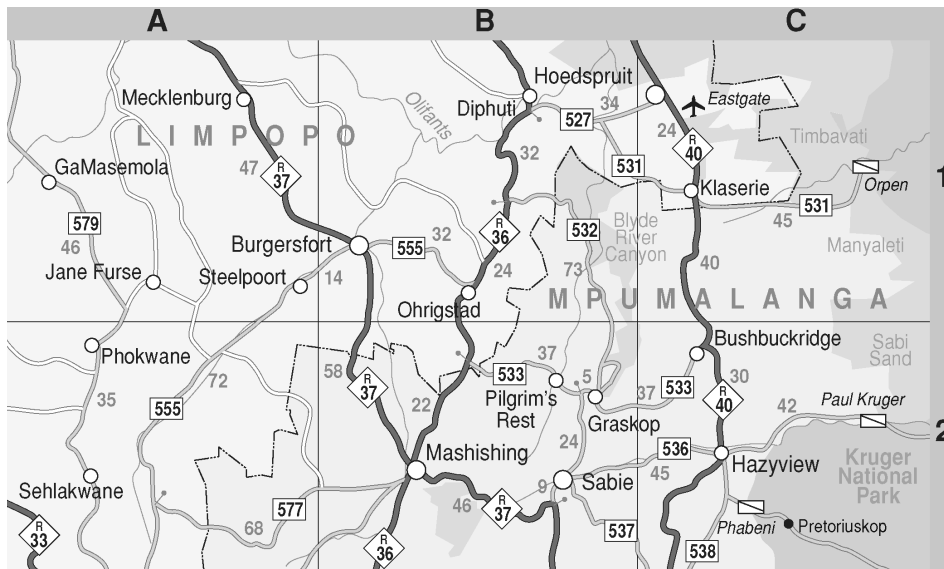 A
B
C
Hoedspruit
Mecklenburg
Diphuti
Eastgate
Olifants
34
527
LIMPOPO
24
Timbavati
32
R
40
GaMasemola
47
R
37
531
1
Orpen
Klaserie
579
531
45
46
R
36
532
Blyde
River
Canyon
Burgersfort
555
32
Manyaleti
Jane Furse
Steelpoort
14
24
73
40
Ohrigstad
MPUMALANGA
Bushbuckridge
Phokwane
37
Sabi
Sand
72
58
R
37
533
5
37
533
30
R
40
35
555
22
Pilgrim's
Rest
Graskop
42
Paul Kruger
24
2
Mashishing
536
Hazyview
Kruger
National
Park
Sehlakwane
45
Sabie
9
577
46
R
37
Phabeni
Pretoriuskop
R
33
68
537
R
36
538